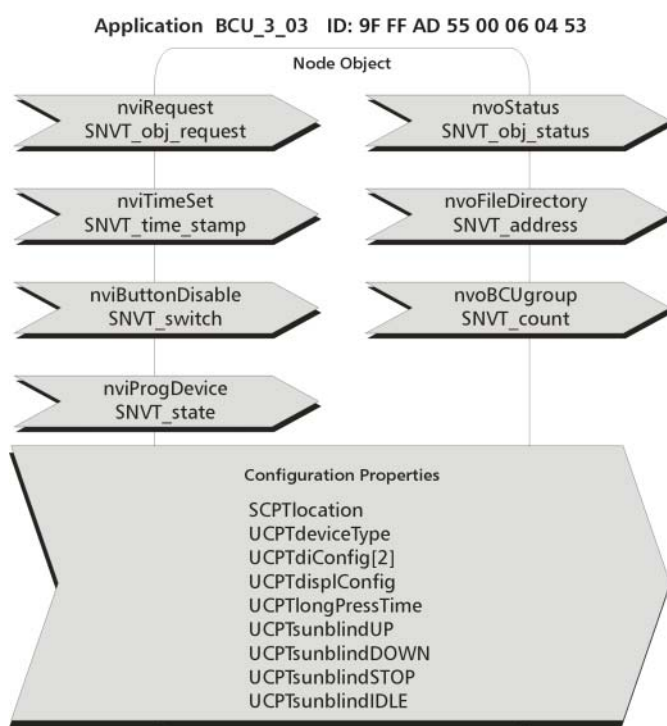 Application BCU_3_03 ID: 9F FF AD 55 00 06 04 53
Node Object
nviRequest
SNVT_obj_request
nvoStatus
SNVT_obj_status
nviTimeSet
SNVT_time_stamp
nvoFileDirectory
SNVT_address
nviButtonDisable
SNVT_switch
nvoBCUgroup
SNVT_count
nviProgDevice
SNVT_state
Configuration Properties
SCPTlocation
UCPTdeviceType
UCPTdiConfig[2]
UCPTdisplConfig
UCPTlongPressTime
UCPTsunblindUP
UCPTsunblindDOWN
UCPTsunblindSTOP
UCPTsunblindIDLE